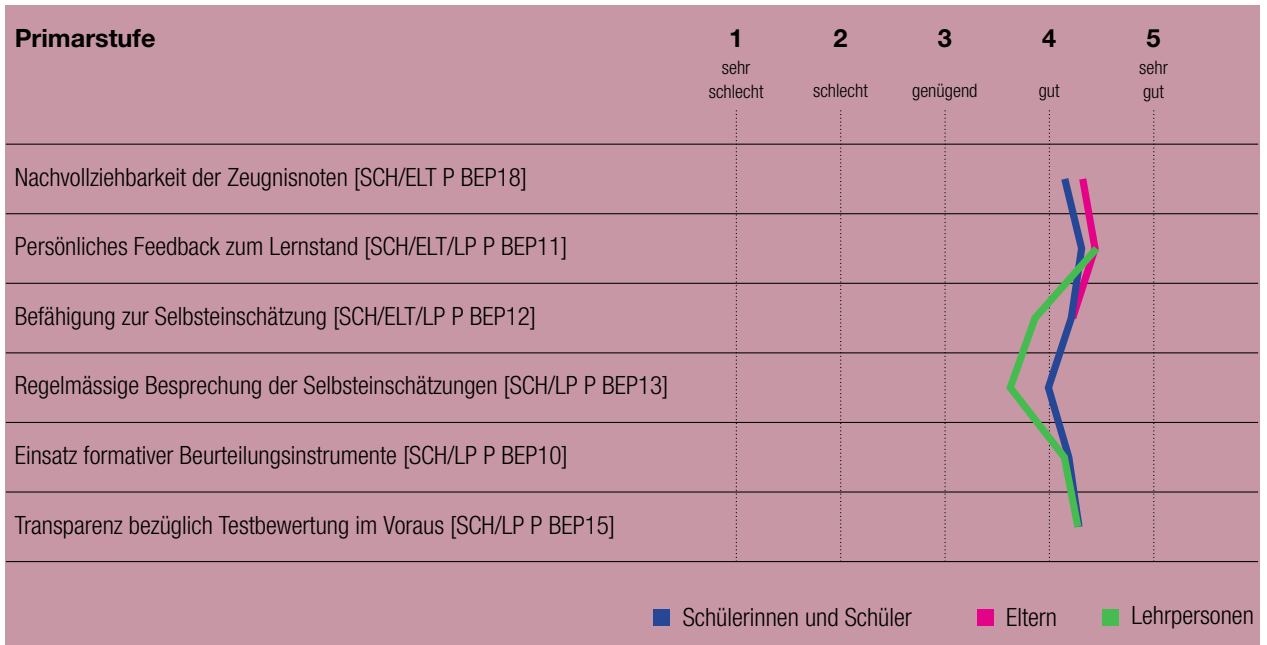 Primarstufe
1 2 3 4 5
sehr schlecht schlecht genügend gut sehr gut
Nachvollziehbarkeit der Zeugnisnoten [SCH/ELT P BEP18]
Persönliches Feedback zum Lernstand [SCH/ELT/LP P BEP11]
Befähigung zur Selbsteinschätzung [SCH/ELT/LP P BEP12]
Regelmässige Besprechung der Selbsteinschätzungen [SCH/LP P BEP13]
Einsatz formativer Beurteilungsinstrumente [SCH/LP P BEP10]
Transparenz bezüglich Testbewertung im Voraus [SCH/LP P BEP15]
Schülerinnen und Schüler Eltern Lehrpersonen